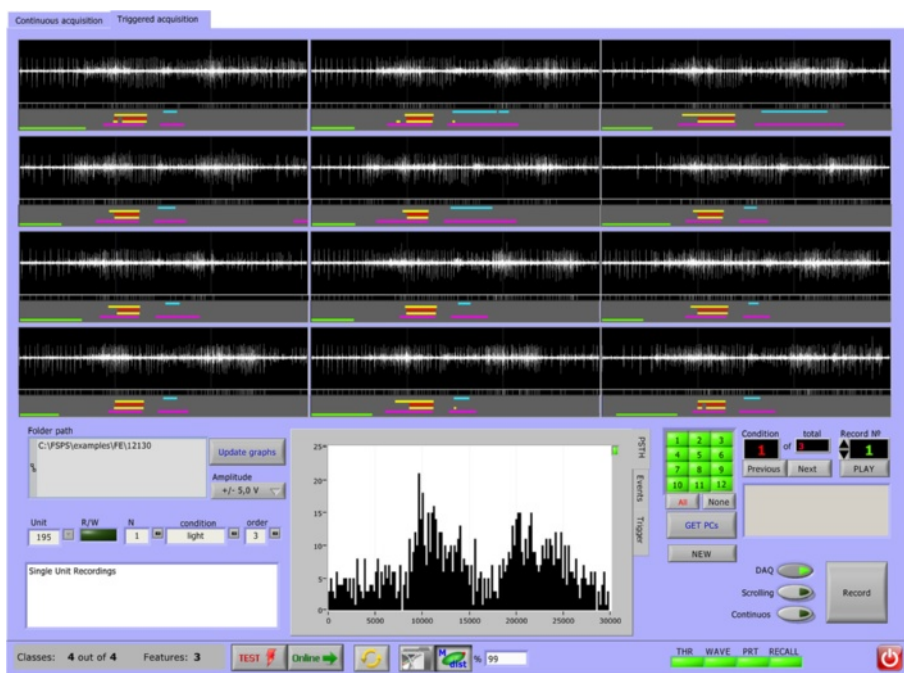 Continuous acquisition
Triggered acquisition
Folder path
C:\FSPS\examples\FE\12130
Update graphs
Amplitude
+/- 5,0 V
Unit R/W N condition order
195 1 light 3
Single Unit Recordings
25
20
15
10
5
0
0 5000 10000 15000 20000 25000 30000
PSTH
Events
Trigger
1 2 3
4 5 6
7 8 9
10 11 12
All None
GET PCs
NEW
Condition total Record Nº
1 of 3 1
Previous Next PLAY
DAQ
Scrolling
Continuos
Record
Classes: 4 out of 4 Features: 3
TEST
Online
M
dist
% 99
THR WAVE PRT RECALL